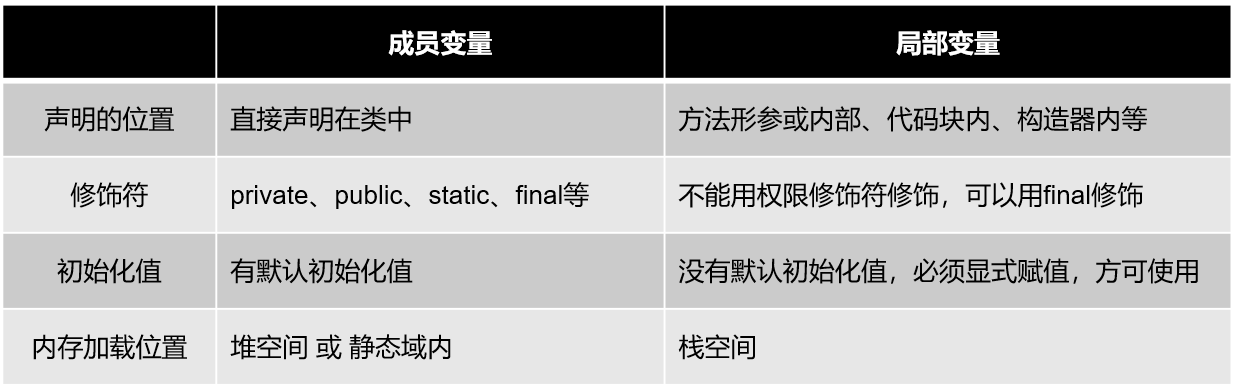 成员变量 局部变量
声明的位置 直接声明在类中 方法形参或内部、代码块内、构造器内等
修饰符 private、public、static、final等 不能用权限修饰符修饰，可以用final修饰
初始化值 有默认初始化值 没有默认初始化值，必须显式赋值，方可使用
内存加载位置 堆空间 或 静态域内 栈空间